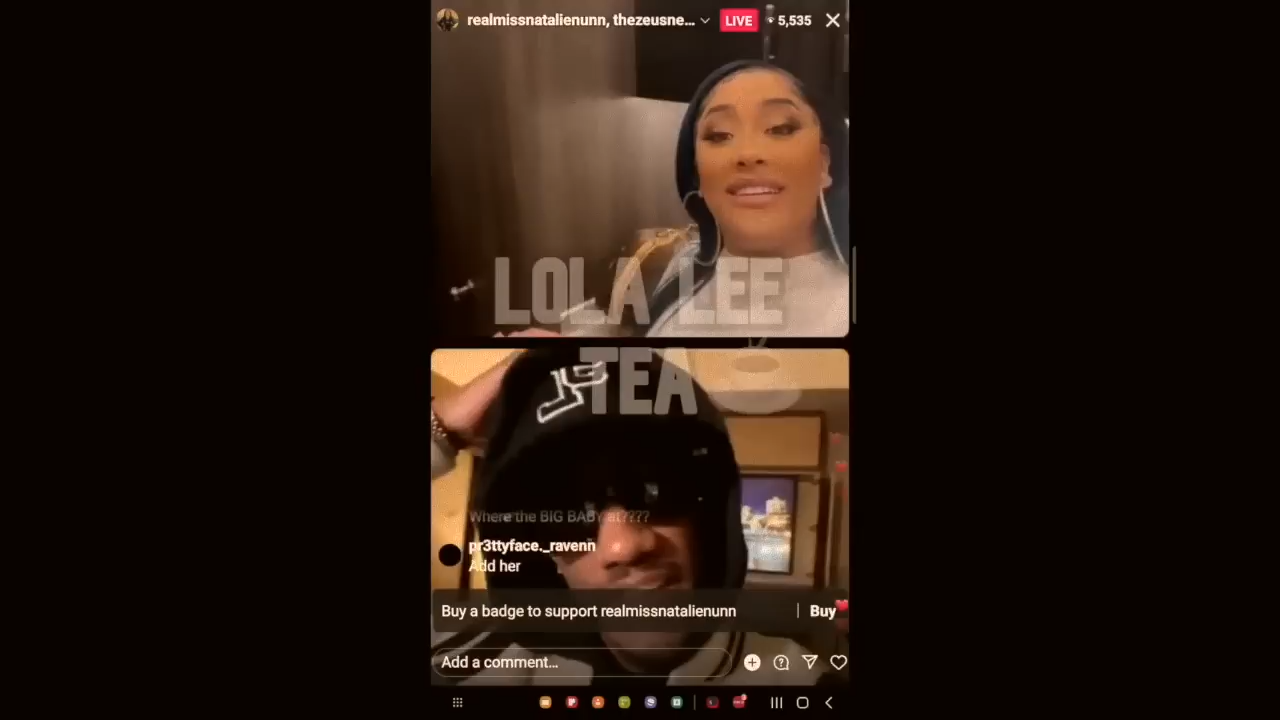 realmissnatalienunn, thezeusne...
LIVE
5,535
LOLA LEE
TEA
Where the BIG BABY at????
pr3ttyface._ravenn
Add her
Buy a badge to support realmissnatalienunn
Buy
Add a comment...